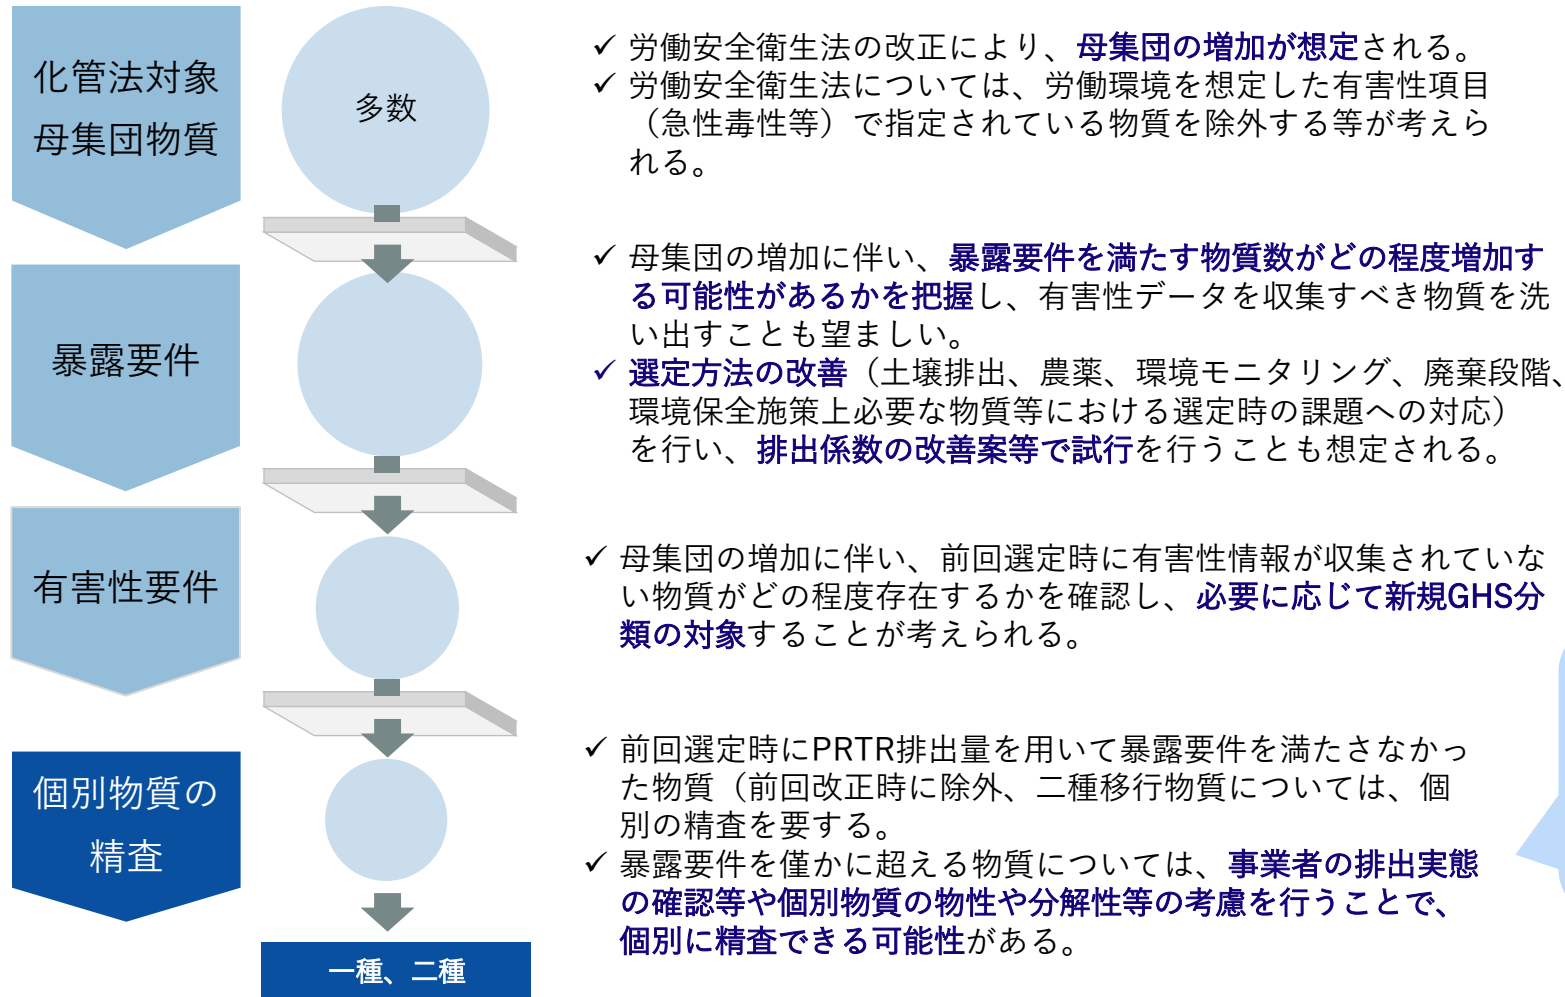 化管法対象
母集団物質
多数
✓ 労働安全衛生法の改正により、母集団の増加が想定される。
✓ 労働安全衛生法については、労働環境を想定した有害性項目
（急性毒性等）で指定されている物質を除外する等が考えら
れる。
暴露要件
✓ 母集団の増加に伴い、暴露要件を満たす物質数がどの程度増加す
る可能性があるかを把握し、有害性データを収集すべき物質を洗
い出すことも望ましい。
✓ 選定方法の改善（土壌排出、農薬、環境モニタリング、廃棄段階、
環境保全施策上必要な物質等における選定時の課題への対応）
を行い、排出係数の改善案等で試行を行うことも想定される。
有害性要件
✓ 母集団の増加に伴い、前回選定時に有害性情報が収集されていな
い物質がどの程度存在するかを確認し、必要に応じて新規GHS分
類の対象することが考えられる。
個別物質の
精査
✓ 前回選定時にPRTR排出量を用いて暴露要件を満たさなかっ
た物質（前回改正時に除外、二種移行物質については、個
別の精査を要する。
✓ 暴露要件を僅かに超える物質については、事業者の排出実態
の確認等や個別物質の物性や分解性等の考慮を行うことで、
個別に精査できる可能性がある。
一種、二種